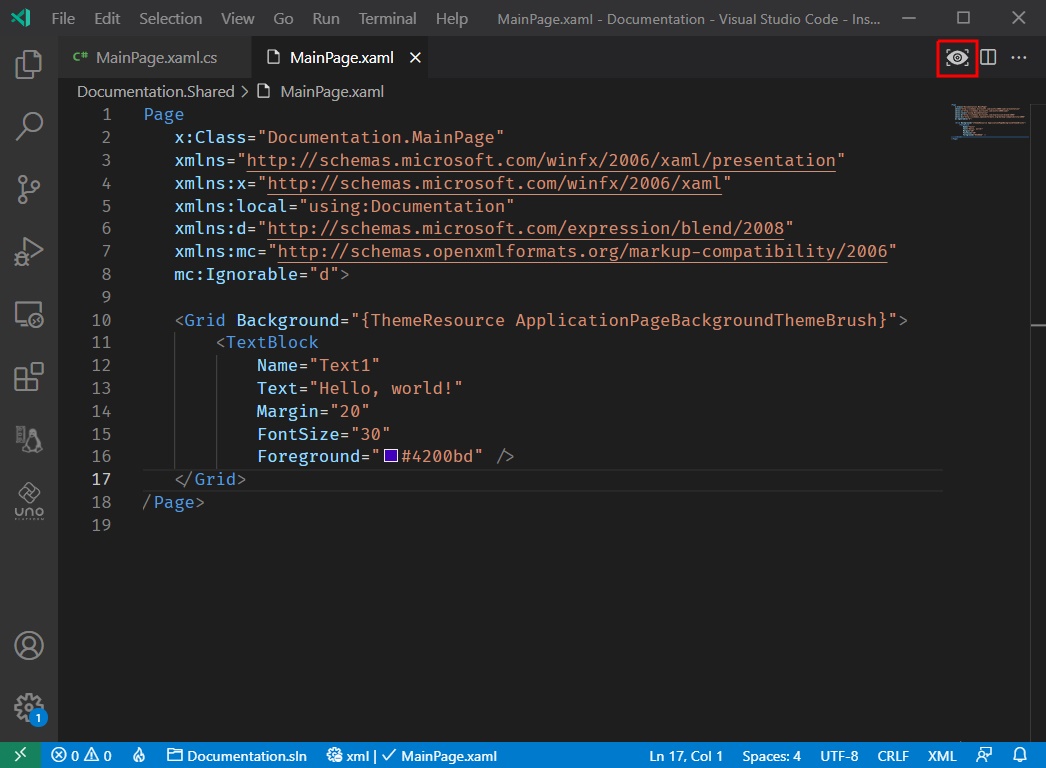 File Edit Selection View Go Run Terminal Help MainPage.xaml - Documentation - Visual Studio Code - Ins...
C# MainPage.xaml.cs MainPage.xaml
Documentation.Shared > MainPage.xaml
1 Page
2 x:Class="Documentation.MainPage"
3 xmlns="http://schemas.microsoft.com/winfx/2006/xaml/presentation"
4 xmlns:x="http://schemas.microsoft.com/winfx/2006/xaml"
5 xmlns:local="using:Documentation"
6 xmlns:d="http://schemas.microsoft.com/expression/blend/2008"
7 xmlns:mc="http://schemas.openxmlformats.org/markup-compatibility/2006"
8 mc:Ignorable="d">
9
10 <Grid Background="{ThemeResource ApplicationPageBackgroundThemeBrush}">
11 <TextBlock
12 Name="Text1"
13 Text="Hello, world!"
14 Margin="20"
15 FontSize="30"
16 Foreground="#4200bd" />
17 </Grid>
18 /Page>
19
uno
PLATFORM
1
0 0 Documentation.sln xml | MainPage.xaml Ln 17, Col 1 Spaces: 4 UTF-8 CRLF XML